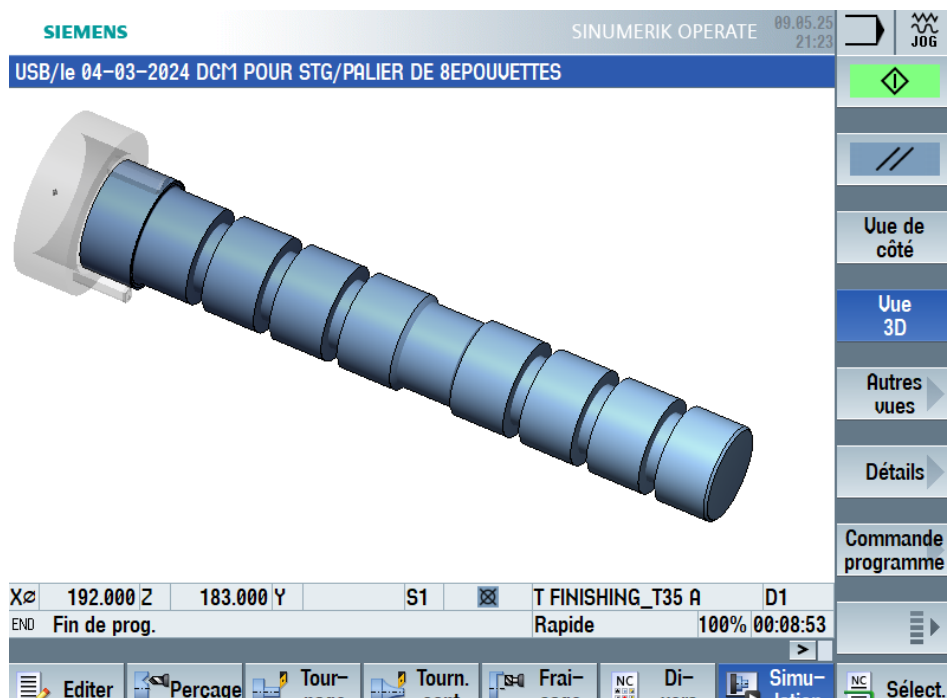 SIEMENS
SINUMERIK OPERATE
09.05.25
21:23
JOG
USB/le 04-03-2024 DCM POUR STG/PALIER DE 8EPOUVETTES
Vue de
côté
Vue
3D
Autres
vues
Détails
Commande
programme
X⌀ 192.000 Z 183.000 Y S1 T FINISHING_T35 A D1
END Fin de prog. Rapide 100% 00:08:53
>
Editer
Perçage
Tour-
Tourn.
Frai-
NC
Di-
Simu-
NC
Sélect